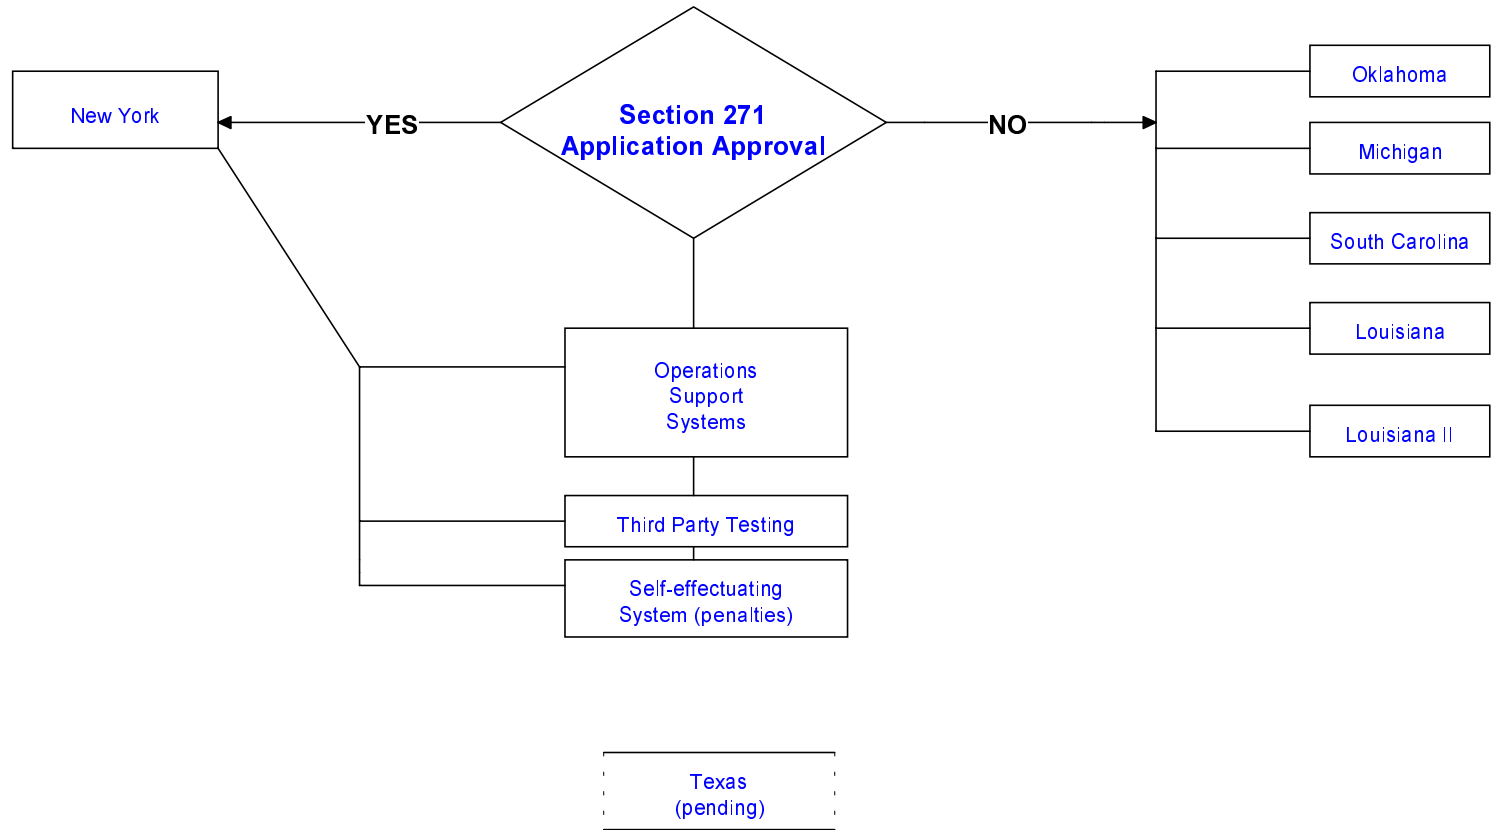 New York
YES
Section 271
Application Approval
NO
Oklahoma
Michigan
South Carolina
Louisiana
Louisiana II
Operations
Support
Systems
Third Party Testing
Self-effectuating
System (penalties)
Texas
(pending)